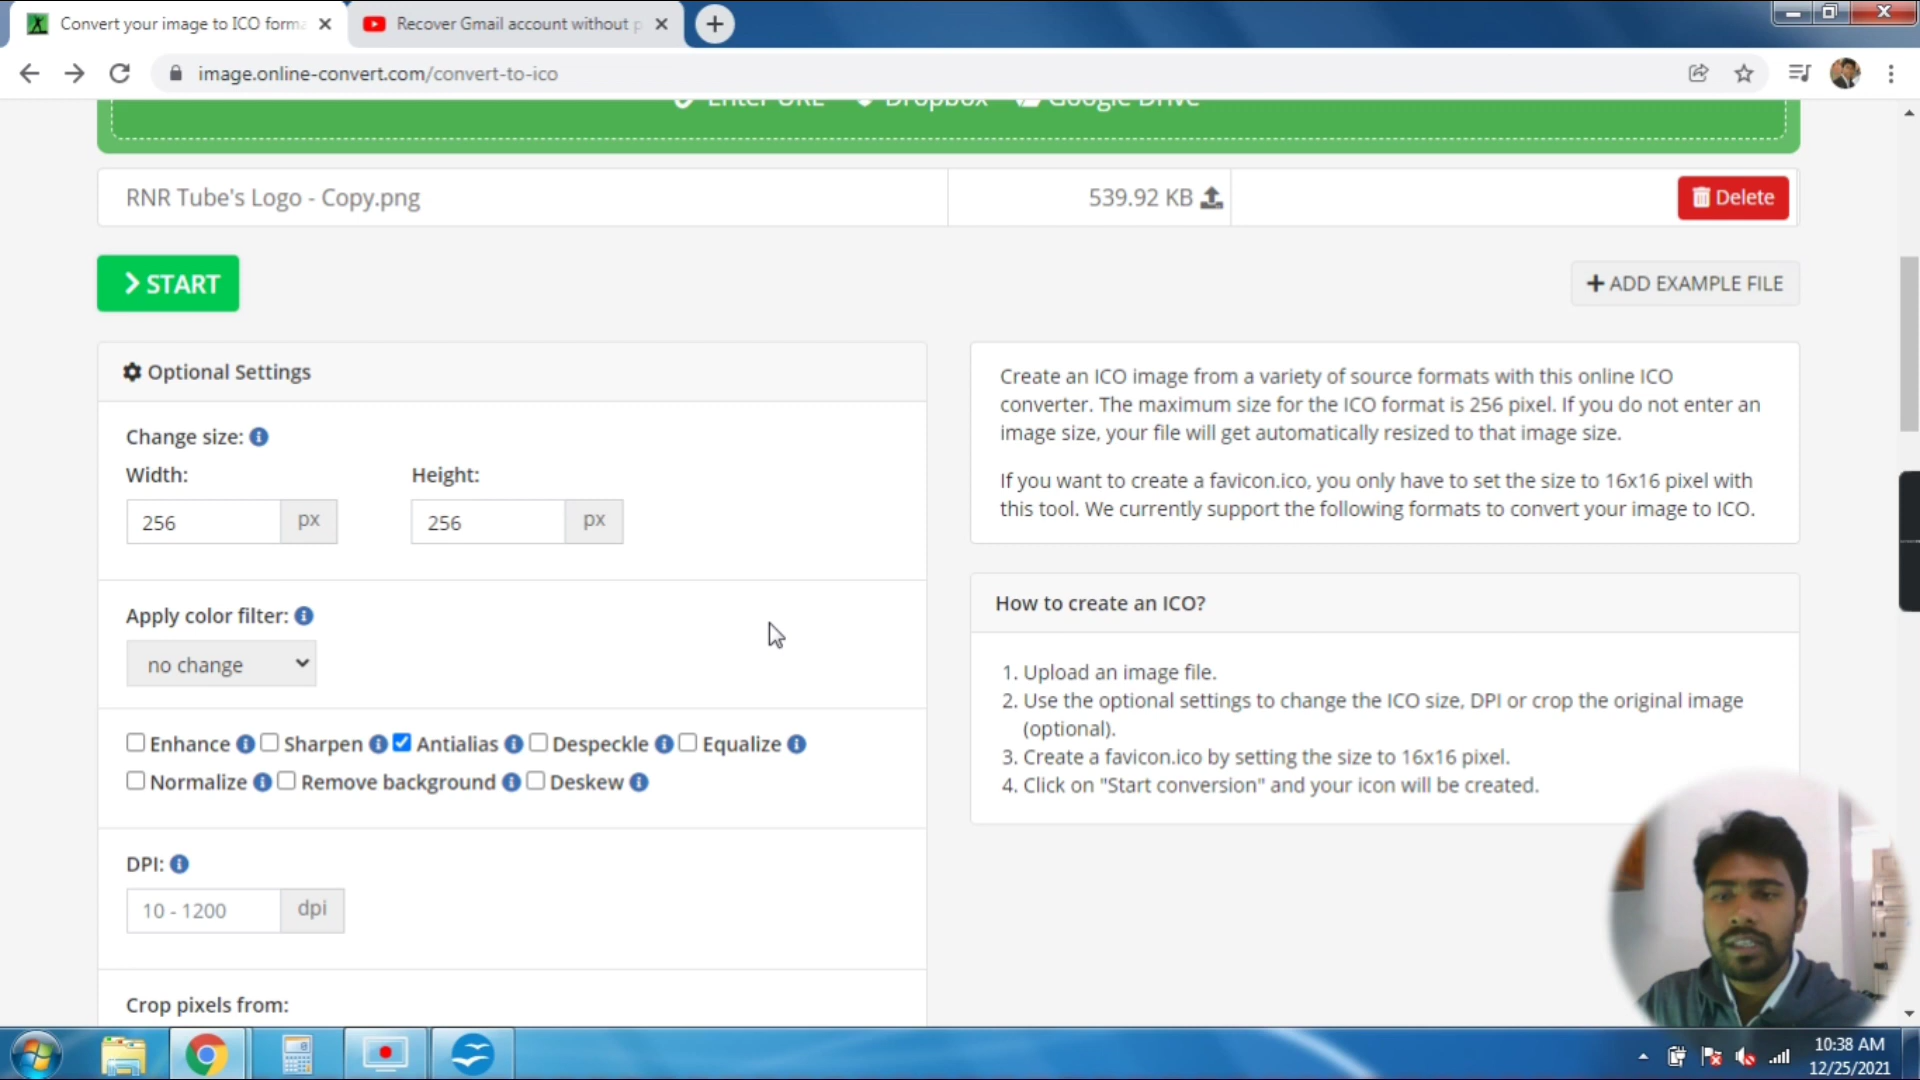 Convert your image to ICO forma
Recover Gmail account without p
image.online-convert.com/convert-to-ico
Enter URL Dropbox Google Drive
RNR Tube's Logo - Copy.png
539.92 KB
Delete
START
ADD EXAMPLE FILE
Optional Settings
Change size:
Width:
Height:
256 px
256 px
Apply color filter:
no change
Enhance Sharpen Antialias Despeckle Equalize
Normalize Remove background Deskew
DPI:
10 - 1200 dpi
Crop pixels from:
Create an ICO image from a variety of source formats with this online ICO
converter. The maximum size for the ICO format is 256 pixel. If you do not enter an
image size, your file will get automatically resized to that image size.
If you want to create a favicon.ico, you only have to set the size to 16x16 pixel with
this tool. We currently support the following formats to convert your image to ICO.
How to create an ICO?
1. Upload an image file.
2. Use the optional settings to change the ICO size, DPI or crop the original image
(optional).
3. Create a favicon.ico by setting the size to 16x16 pixel.
4. Click on "Start conversion" and your icon will be created.
10:38 AM
12/25/2021